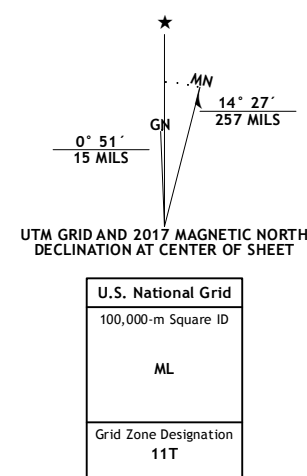 ★
MN
GN
14° 27´
257 MILS
0° 51´
15 MILS
UTM GRID AND 2017 MAGNETIC NORTH
DECLINATION AT CENTER OF SHEET
U.S. National Grid
100,000-m Square ID
ML
Grid Zone Designation
11T